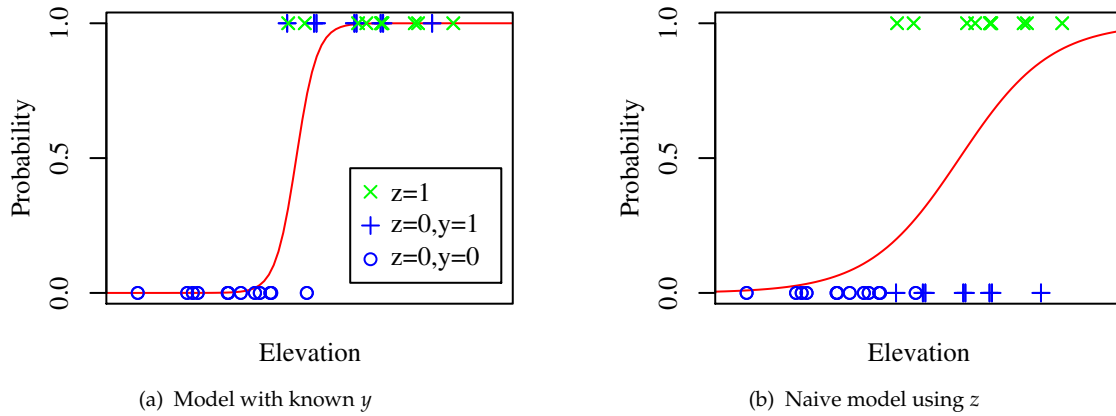 1.0
0.5
0.0
Probability
z=1
z=0,y=1
z=0,y=0
Elevation
(a) Model with known y
1.0
0.5
0.0
Probability
Elevation
(b) Naive model using z